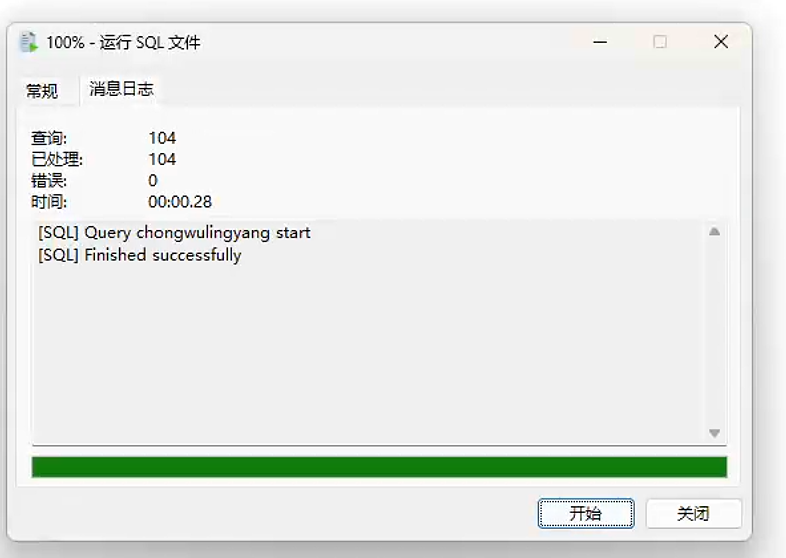 100% - 运行 SQL 文件
常规 消息日志
查询: 104
已处理: 104
错误: 0
时间: 00:00.28
[SQL] Query chongwulingyang start
[SQL] Finished successfully
开始 关闭